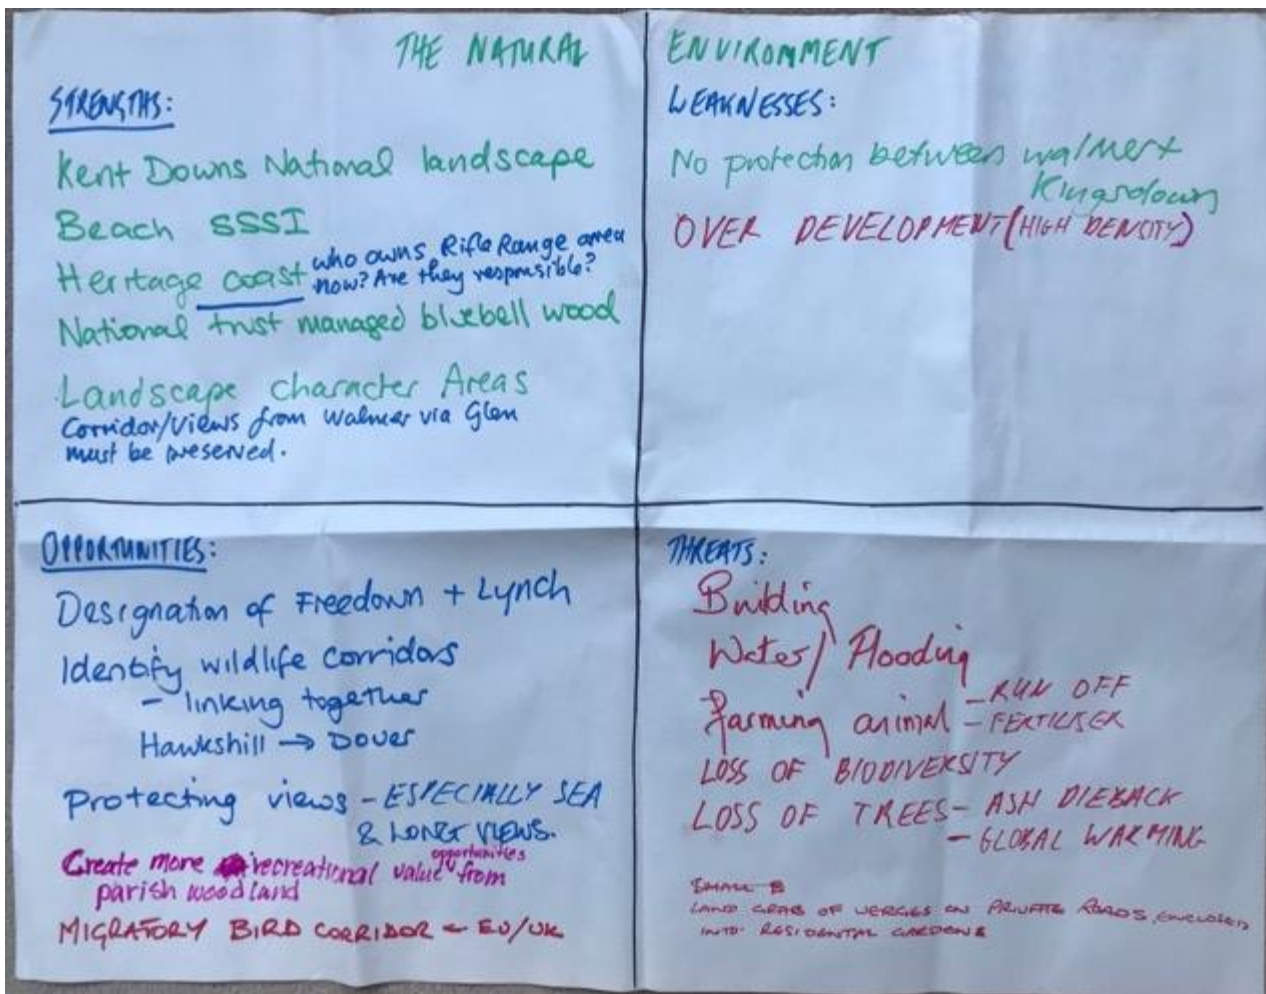 THE NATURAL ENVIRONMENT
STRENGTHS:
Kent Downs National landscape
Beach SSSI
Heritage coast who owns Rifle Range area
now? Are they responsible?
National trust managed bluebell wood
Landscape character Areas
Corridor/Views from Walmer via Glen
must be preserved.
WEAKNESSES:
No protection between walmer +
Kingsdown
OVER DEVELOPMENT (HIGH DENSITY)
OPPORTUNITIES:
Designation of Freedown + Lynch
Identify wildlife corridors
- linking together
Hawkshill → Dover
Protecting views - ESPECIALLY SEA
& LONG VIEWS.
Create more recreational value opportunities from
parish woodland
MIGRATORY BIRD CORRIDOR - EU/UK
THREATS:
Building
Water/ Flooding
farming animal - RUN OFF
- FERTILISER
LOSS OF BIODIVERSITY
LOSS OF TREES - ASH DIEBACK
- GLOBAL WARMING
SMALL B
LAND GRAB OF VERGES ON PRIVATE ROADS, ENCLOSED
INTO RESIDENTAL GARDENS